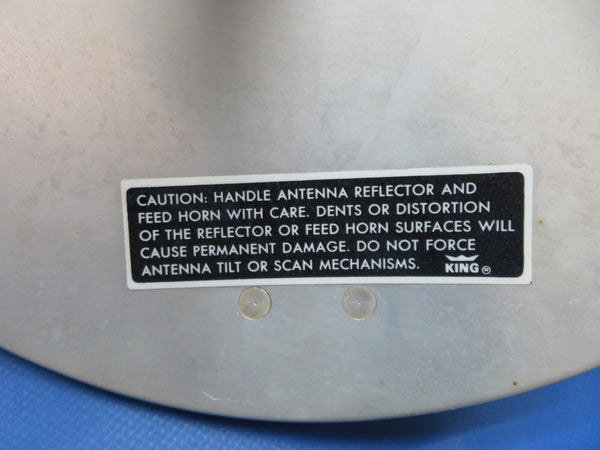 CAUTION: HANDLE ANTENNA REFLECTOR AND
FEED HORN WITH CARE. DENTS OR DISTORTION
OF THE REFLECTOR OR FEED HORN SURFACES WILL
CAUSE PERMANENT DAMAGE. DO NOT FORCE
ANTENNA TILT OR SCAN MECHANISMS. KING ®